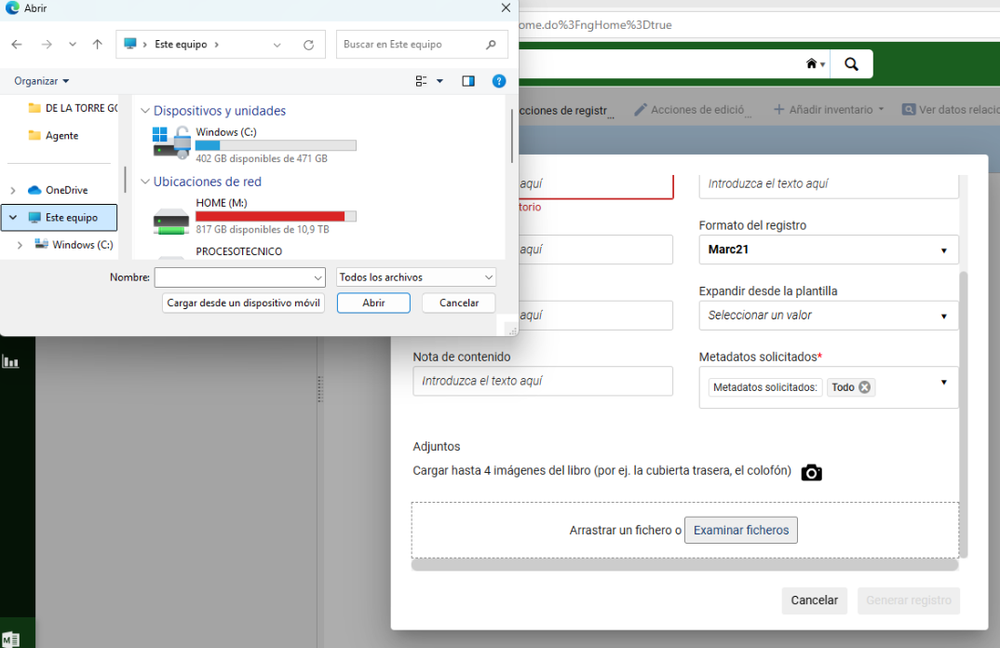 Abrir
Este equipo
Buscar en Este equipo
ome.do%3FngHome%3Dtrue
Organizar
DE LA TORRE GO
Agente
OneDrive
Este equipo
Windows (C:)
Dispositivos y unidades
Windows (C:)
402 GB disponibles de 471 GB
Ubicaciones de red
HOME (M:)
817 GB disponibles de 10,9 TB
PROCESOTECNICO
Nombre:
Todos los archivos
Cargar desde un dispositivo móvil
Abrir
Cancelar
cciones de registr...
Acciones de edició...
Añadir inventario
Ver datos relacio
aquí
Introduzca el texto aquí
torio
Formato del registro
aquí
Marc21
Expandir desde la plantilla
aquí
Seleccionar un valor
Nota de contenido
Metadatos solicitados*
Introduzca el texto aquí
Metadatos solicitados:
Todo
Adjuntos
Cargar hasta 4 imágenes del libro (por ej. la cubierta trasera, el colofón)
Arrastrar un fichero o
Examinar ficheros
Cancelar
Generar registro